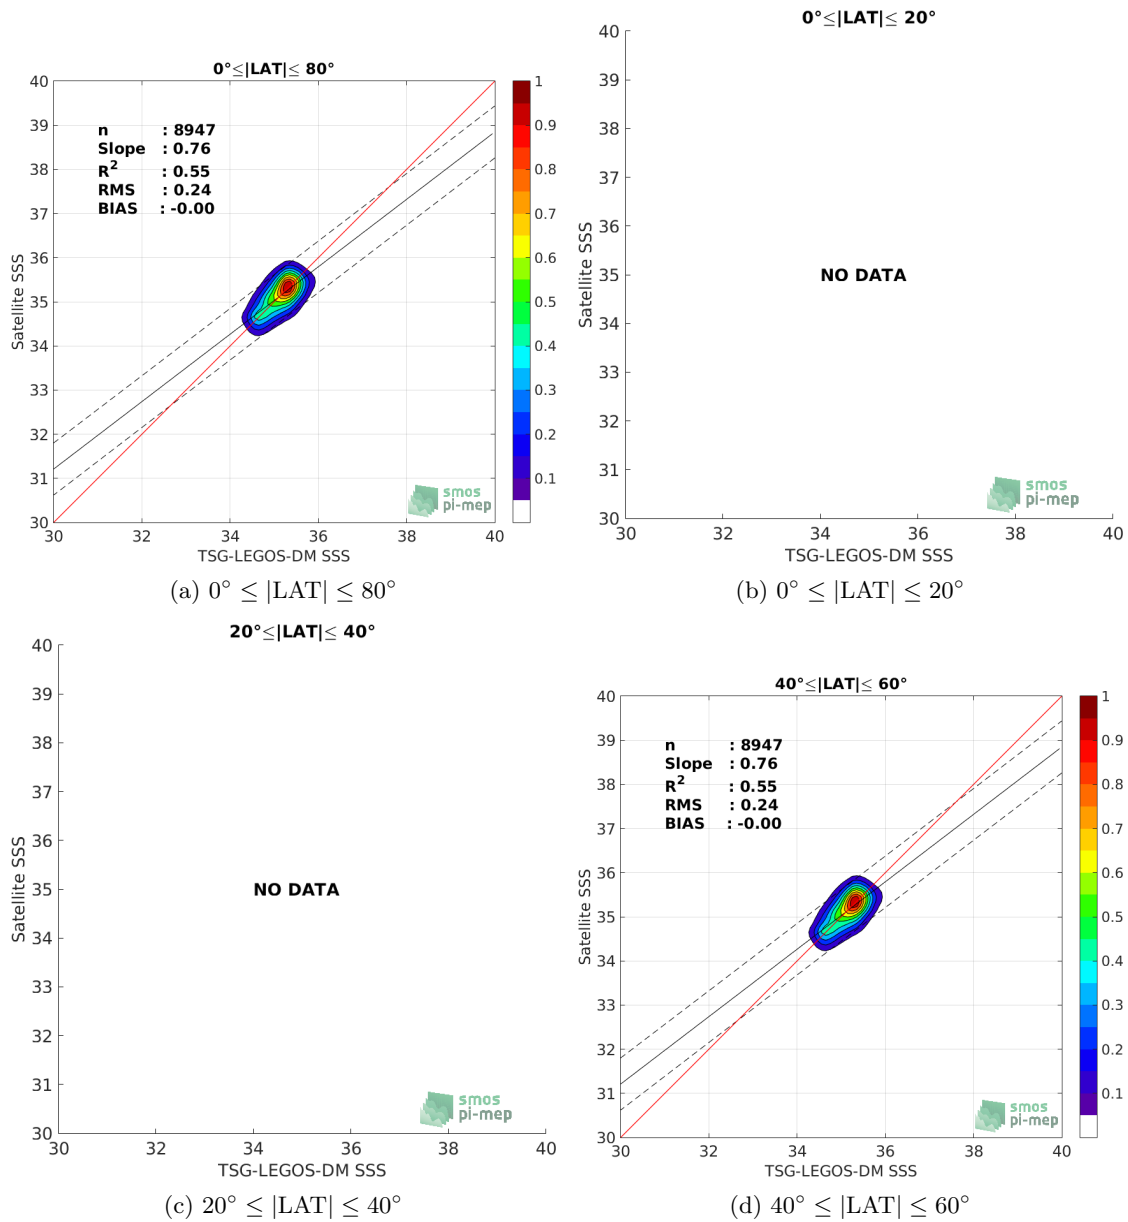 0°≤|LAT|≤ 80°
40
39
38
37
36
35
34
33
32
31
30
Satellite SSS
n : 8947
Slope : 0.76
R² : 0.55
RMS : 0.24
BIAS : -0.00
smos
pi-mep
30 32 34 36 38 40
TSG-LEGOS-DM SSS
1
0.9
0.8
0.7
0.6
0.5
0.4
0.3
0.2
0.1
(a) 0° ≤ |LAT| ≤ 80°
0°≤|LAT|≤ 20°
40
39
38
37
36
35
34
33
32
31
30
Satellite SSS
NO DATA
smos
pi-mep
30 32 34 36 38 40
TSG-LEGOS-DM SSS
(b) 0° ≤ |LAT| ≤ 20°
20°≤|LAT|≤ 40°
40
39
38
37
36
35
34
33
32
31
30
Satellite SSS
NO DATA
smos
pi-mep
30 32 34 36 38 40
TSG-LEGOS-DM SSS
(c) 20° ≤ |LAT| ≤ 40°
40°≤|LAT|≤ 60°
40
39
38
37
36
35
34
33
32
31
30
Satellite SSS
n : 8947
Slope : 0.76
R² : 0.55
RMS : 0.24
BIAS : -0.00
smos
pi-mep
30 32 34 36 38 40
TSG-LEGOS-DM SSS
1
0.9
0.8
0.7
0.6
0.5
0.4
0.3
0.2
0.1
(d) 40° ≤ |LAT| ≤ 60°